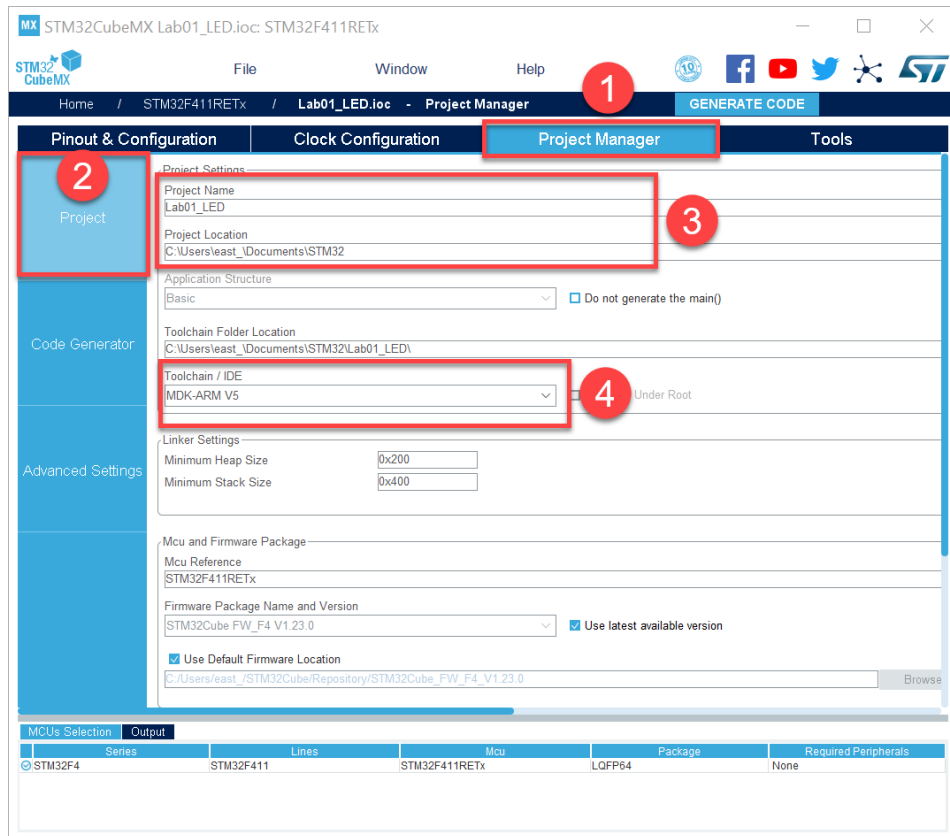 MX STM32CubeMX Lab01_LED.ioc: STM32F411RETx
STM32
CubeMX
File Window Help
10
1
Home / STM32F411RETx / Lab01_LED.ioc - Project Manager GENERATE CODE
Pinout & Configuration Clock Configuration Project Manager Tools
2
Project
Code Generator
Advanced Settings
Project Settings
Project Name
Lab01_LED
3
Project Location
C:\Users\east_\Documents\STM32
Application Structure
Basic Do not generate the main()
Toolchain Folder Location
C:\Users\east_\Documents\STM32\Lab01_LED\
Toolchain / IDE
MDK-ARM V5 4 Under Root
Linker Settings
Minimum Heap Size 0x200
Minimum Stack Size 0x400
Mcu and Firmware Package
Mcu Reference
STM32F411RETx
Firmware Package Name and Version
STM32Cube FW_F4 V1.23.0 Use latest available version
Use Default Firmware Location
C:/Users/east_/STM32Cube/Repository/STM32Cube_FW_F4_V1.23.0 Browse
MCUs Selection Output
Series Lines Mcu Package Required Peripherals
STM32F4 STM32F411 STM32F411RETx LQFP64 None